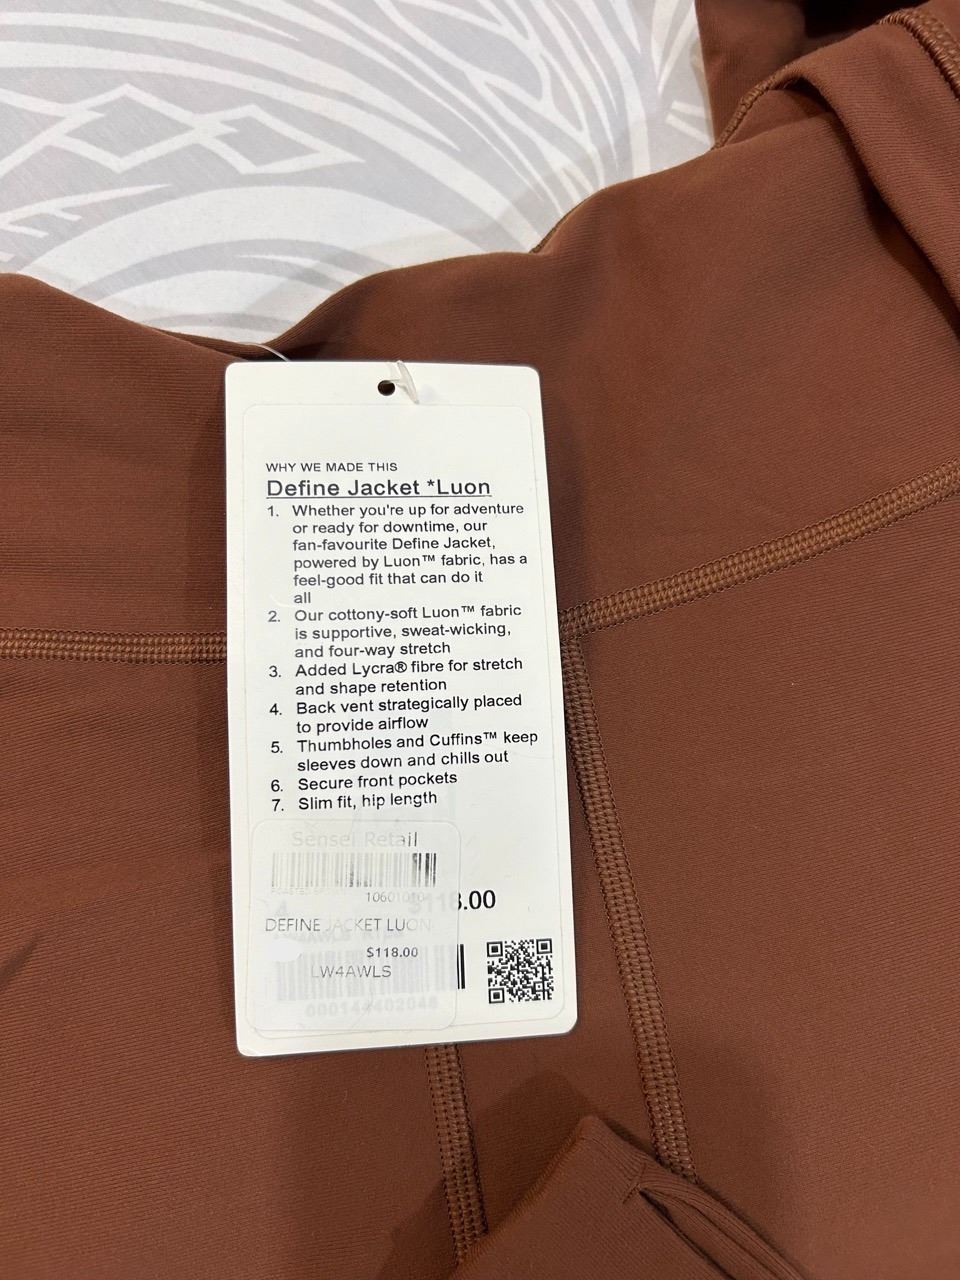 WHY WE MADE THIS
Define Jacket *Luon
1. Whether you're up for adventure
or ready for downtime, our
fan-favourite Define Jacket,
powered by Luon™ fabric, has a
feel-good fit that can do it
all
2. Our cottony-soft Luon™ fabric
is supportive, sweat-wicking,
and four-way stretch
3. Added Lycra® fibre for stretch
and shape retention
4. Back vent strategically placed
to provide airflow
5. Thumbholes and Cuffins™ keep
sleeves down and chills out
6. Secure front pockets
7. Slim fit, hip length
Sensei Retail
$118.00
DEFINE JACKET LUON
$118.00
LW4AWLS